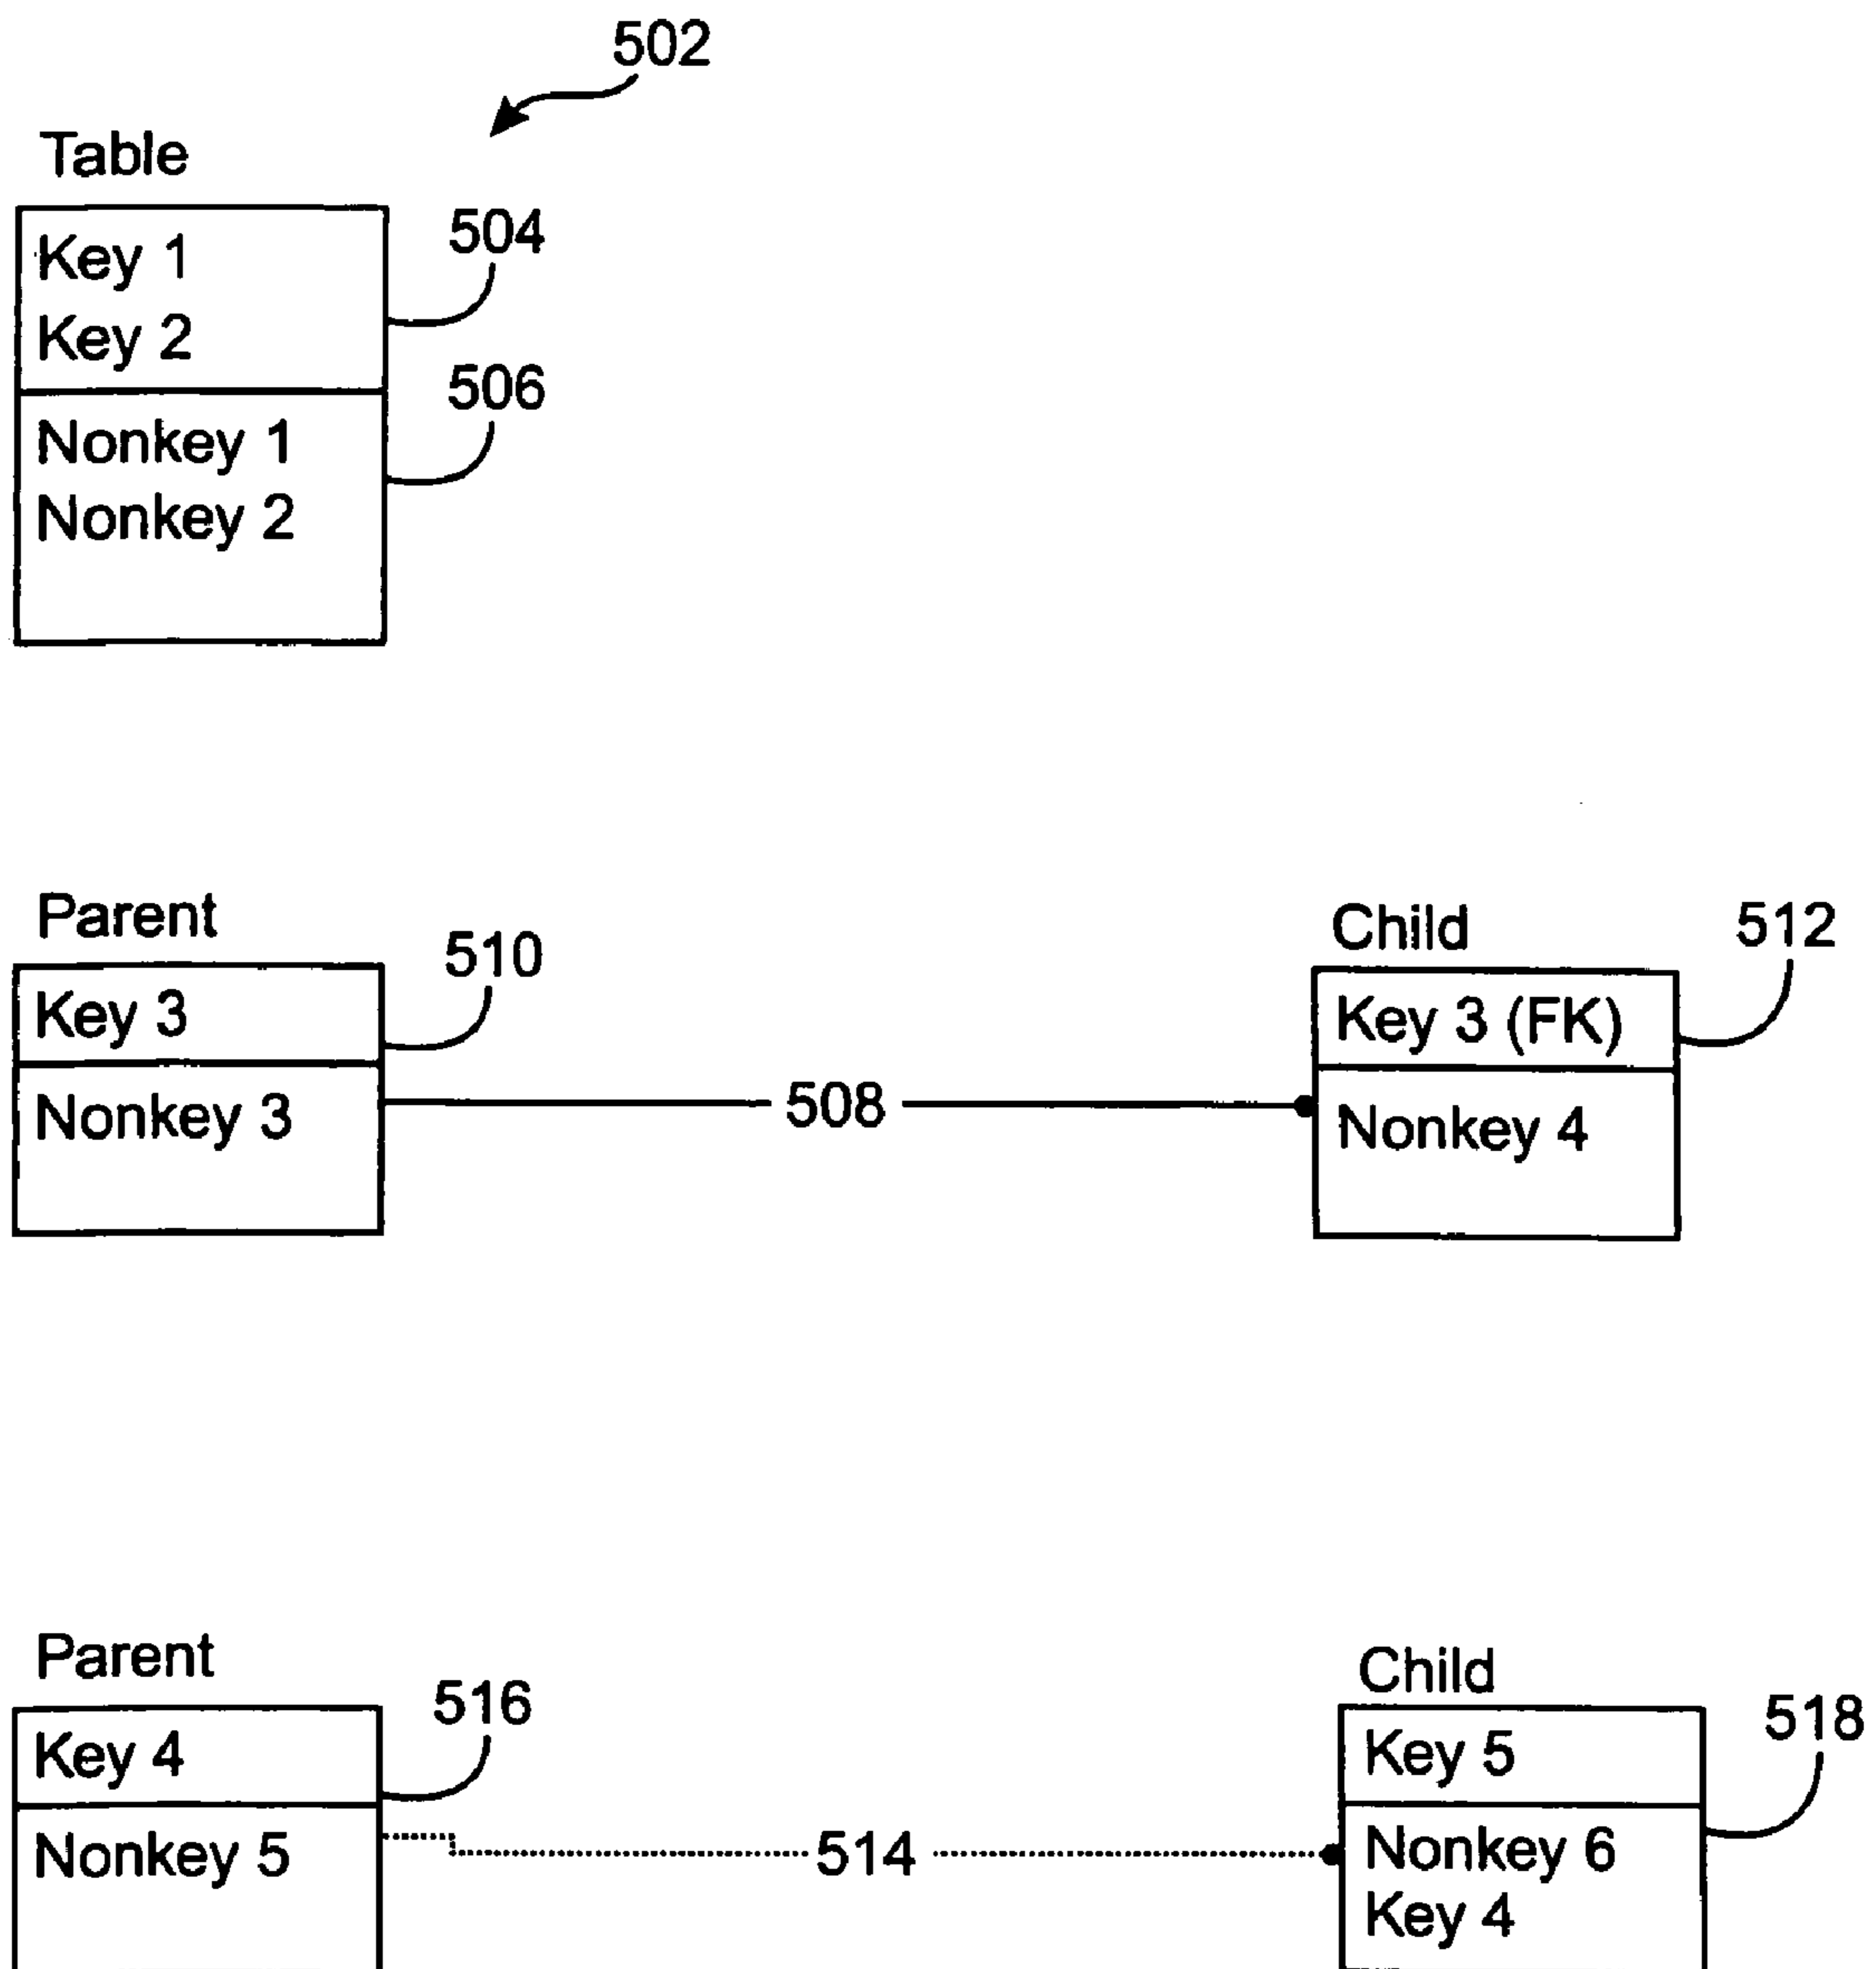 502
Table
504
Key 1
Key 2
506
Nonkey 1
Nonkey 2
Parent
510
Key 3
Nonkey 3
508
Child
512
Key 3 (FK)
Nonkey 4
Parent
516
Key 4
Nonkey 5
514
Child
518
Key 5
Nonkey 6
Key 4